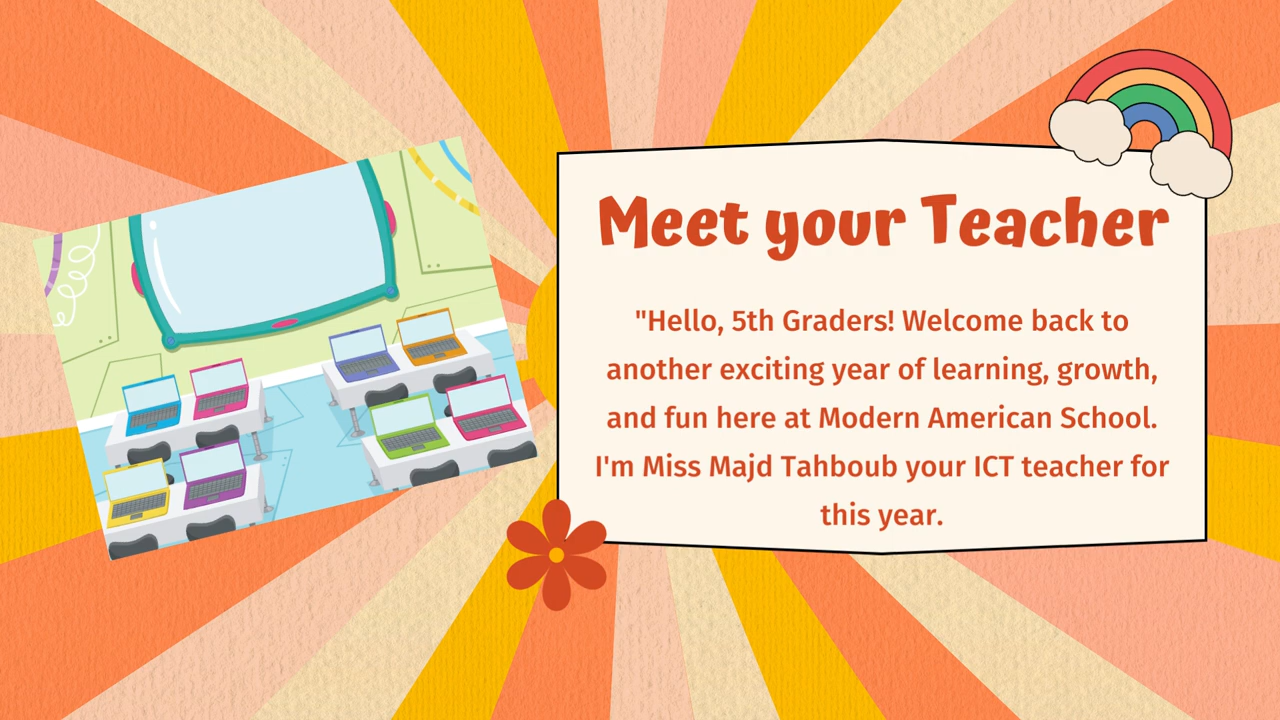 Meet your Teacher
"Hello, 5th Graders! Welcome back to
another exciting year of learning, growth,
and fun here at Modern American School.
I'm Miss Majd Tahboub your ICT teacher for
this year.